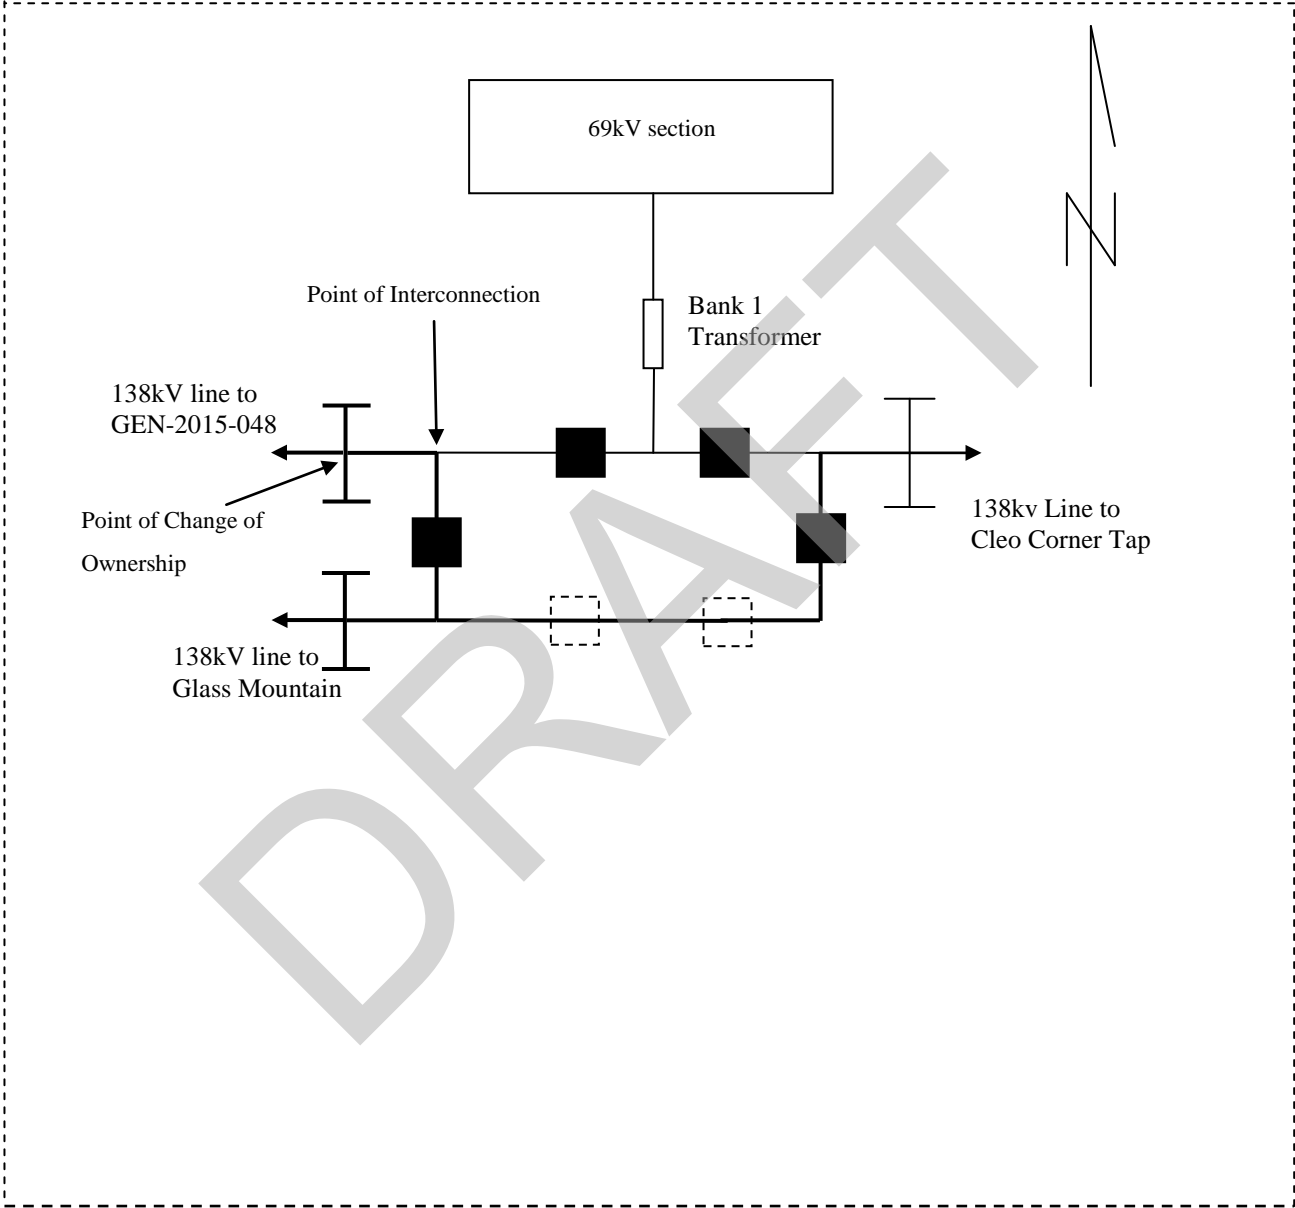 69kV section
Point of Interconnection
Bank 1
Transformer
138kV line to
GEN-2015-048
Point of Change of
Ownership
138kv Line to
Cleo Corner Tap
138kV line to
Glass Mountain
N
DRAFT